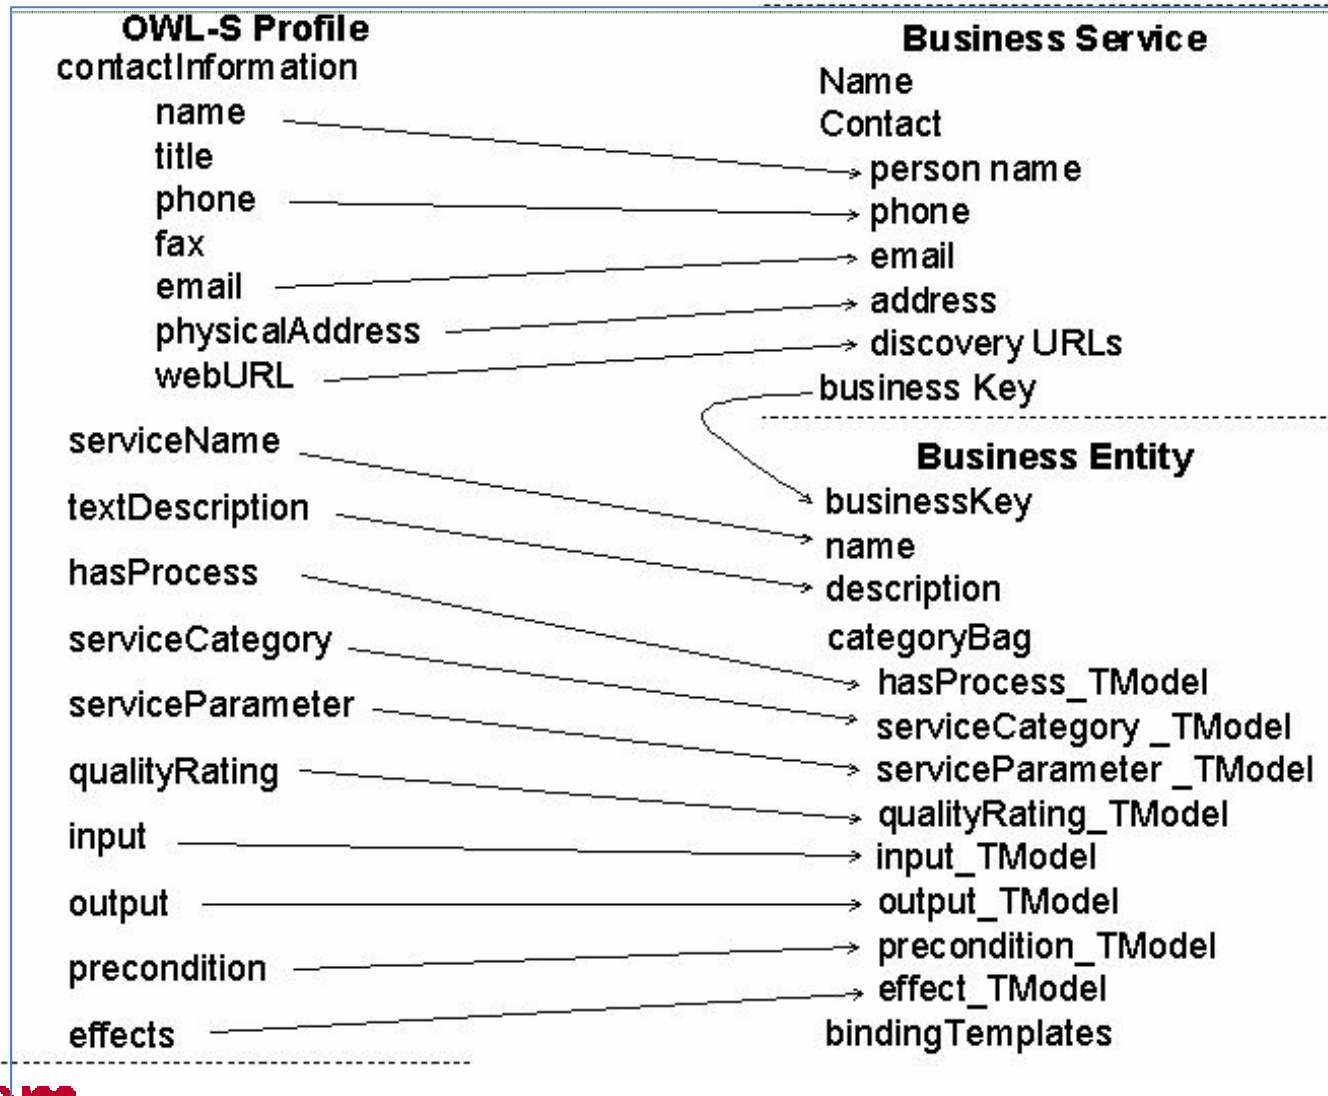 OWL-S Profile
contactInformation
name
title
phone
fax
email
physicalAddress
webURL
serviceName
textDescription
hasProcess
serviceCategory
serviceParameter
qualityRating
input
output
precondition
effects
Business Service
Name
Contact
person name
phone
email
address
discovery URLs
business Key
Business Entity
businessKey
name
description
categoryBag
hasProcess_TModel
serviceCategory _TModel
serviceParameter _TModel
qualityRating_TModel
input_TModel
output_TModel
precondition_TModel
effect_TModel
bindingTemplates